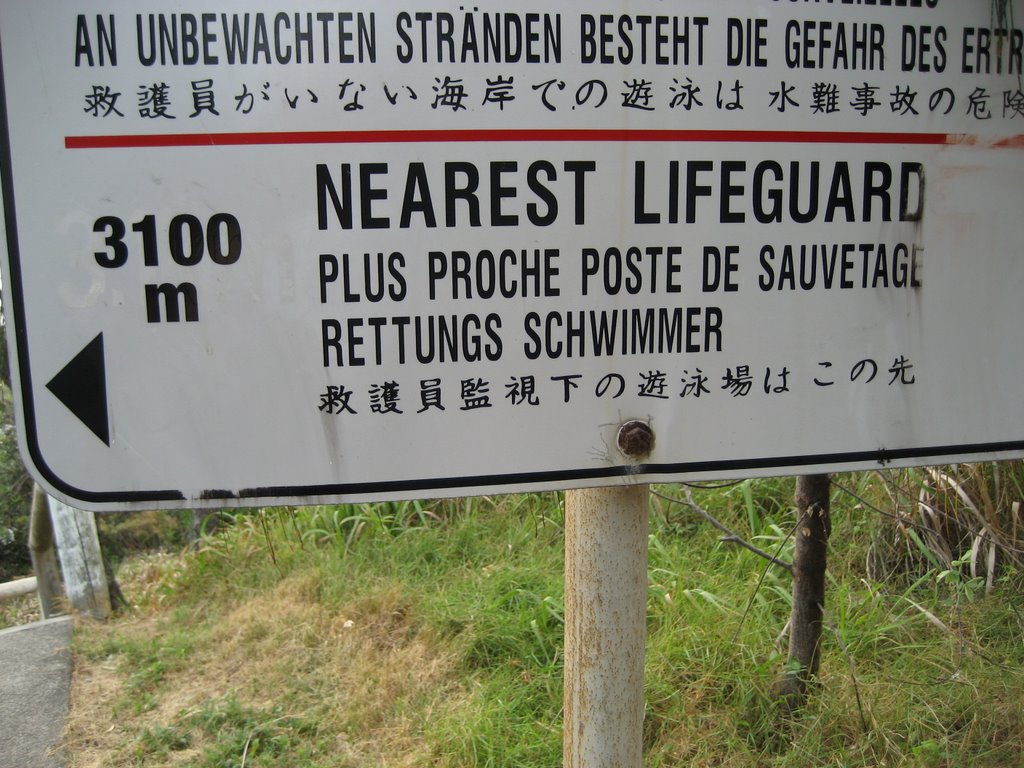 AN UNBEWACHTEN STRÄNDEN BESTEHT DIE GEFAHR DES
救護員がいない海岸での遊泳は 水難事故の危険
3100
m
NEAREST LIFEGUARD
PLUS PROCHE POSTE DE SAUVETAGE
RETTUNGS SCHWIMMER
救護員監視下の遊泳場は この先